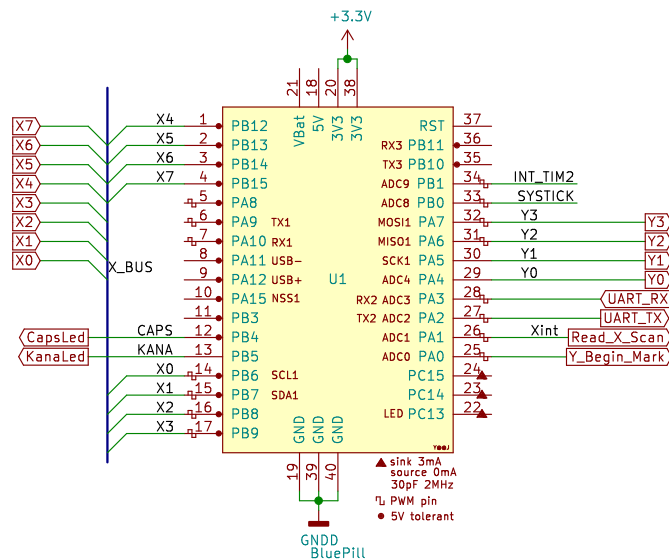 +3.3V
21 18 20 38
VBat 5V 3V3 3V3
X7 X4 1 PB12 RST 37
X6 X5 2 PB13 RX3 PB11 36
X5 X6 3 PB14 TX3 PB10 35
X4 X7 4 PB15 ADC9 PB1 34 INT_TIM2
X3 5 PA8 ADC8 PB0 33 SYSTICK
X2 6 PA9 TX1 MOSI1 PA7 32 Y3 Y3
X1 7 PA10 RX1 MISO1 PA6 31 Y2 Y2
X0 8 PA11 USB- SCK1 PA5 30 Y1 Y1
X_BUS 9 PA12 USB+ U1 ADC4 PA4 29 Y0 Y0
10 PA15 NSS1 RX2 ADC3 PA3 28 UART_RX
11 PB3 TX2 ADC2 PA2 27 UART_TX
CapsLed CAPS 12 PB4 ADC1 PA1 26 Xint Read_X_Scan
KanaLed KANA 13 PB5 ADC0 PA0 25 Y_Begin_Mark
X0 14 PB6 SCL1 PC15 24
X1 15 PB7 SDA1 PC14 23
X2 16 PB8 LED PC13 22
X3 17 PB9
GND GND GND
19 39 40
sink 3mA
source 0mA
30pF 2MHz
PWM pin
5V tolerant
GNDD
BluePill